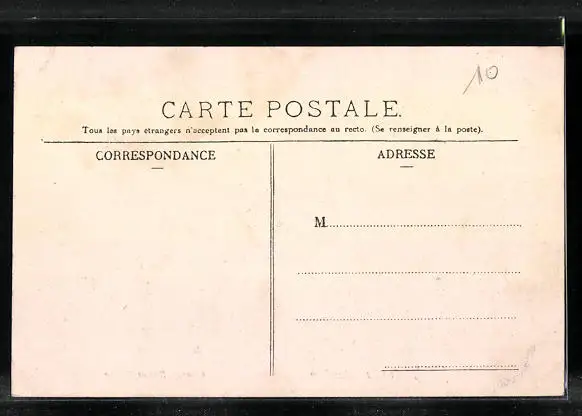 10
CARTE POSTALE.
Tous les pays étrangers n'acceptent pas la correspondance au recto. (Se renseigner à la poste).
CORRESPONDANCE
ADRESSE
M